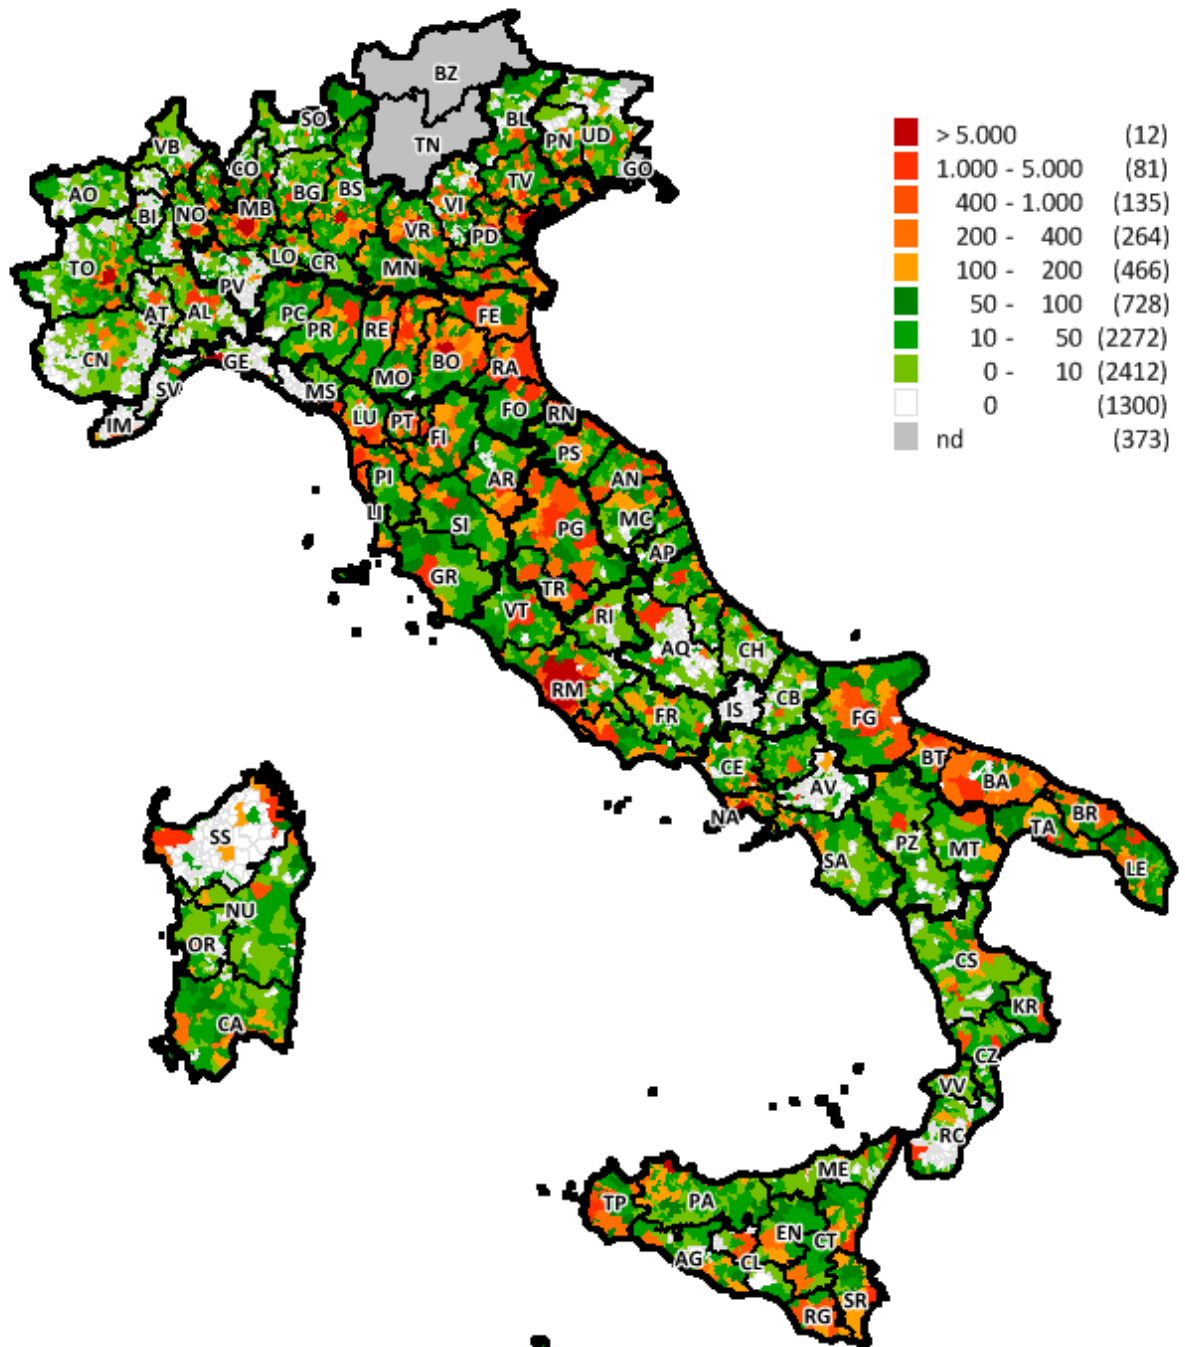 BZ
SO
BL
TN
PN
UD
VB
CO
GO
AO
BG
BS
TV
BI
NO
MB
VI
VR
PD
LO
CR
TO
MN
PV
AT
AL
PC
PR
RE
FE
CN
GE
MO
BO
RA
SV
MS
IM
LU
PT
FI
FO
RN
PS
PI
AR
AN
LI
SI
MC
PG
AP
GR
TR
VT
RI
AQ
CH
RM
FR
IS
CB
FG
CE
BT
BA
AV
NA
BR
TA
SS
SA
PZ
MT
LE
NU
OR
CS
CA
KR
CZ
VV
RC
ME
TP
PA
EN
CT
AG
CL
SR
RG
> 5.000 (12)
1.000 - 5.000 (81)
400 - 1.000 (135)
200 - 400 (264)
100 - 200 (466)
50 - 100 (728)
10 - 50 (2272)
0 - 10 (2412)
0 (1300)
nd (373)